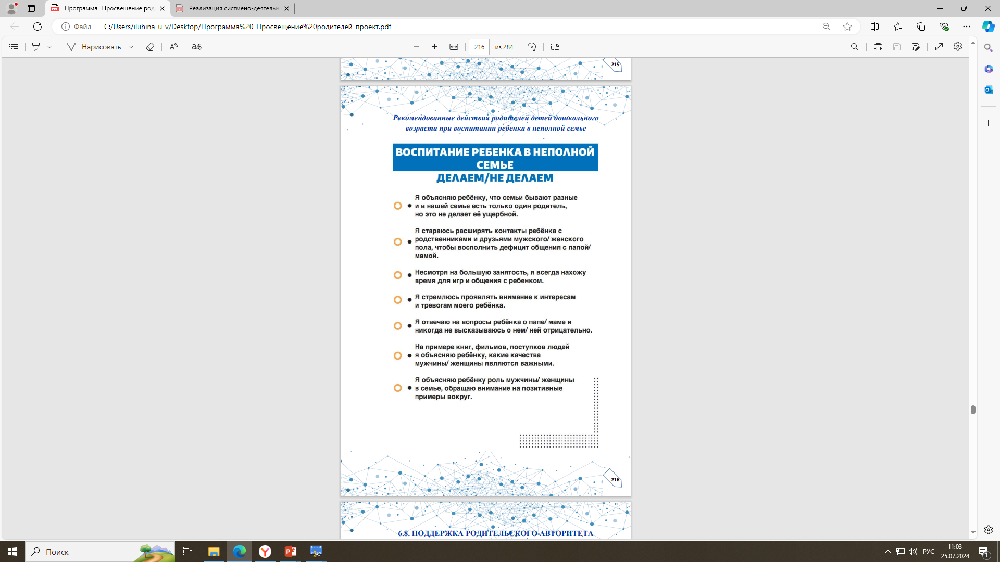 Программа _Просвещение род
Реализация систмено-деятельн
Файл
C:/Users/iluhina_u_v/Desktop/Программа%20_Просвещение%20родителей_проект.pdf
Нарисовать
аあ
216
из 284
215
Рекомендованные действия родителей детей дошкольного
возраста при воспитании ребенка в неполной семье
ВОСПИТАНИЕ РЕБЕНКА В НЕПОЛНОЙ
СЕМЬЕ
ДЕЛАЕМ/НЕ ДЕЛАЕМ
Я объясняю ребёнку, что семьи бывают разные
и в нашей семье есть только один родитель,
но это не делает её ущербной.
Я стараюсь расширять контакты ребёнка с
родственниками и друзьями мужского/ женского
пола, чтобы восполнить дефицит общения с папой/
мамой.
Несмотря на большую занятость, я всегда нахожу
время для игр и общения с ребенком.
Я стремлюсь проявлять внимание к интересам
и тревогам моего ребёнка.
Я отвечаю на вопросы ребёнка о папе/ маме и
никогда не высказываюсь о нем/ ней отрицательно.
На примере книг, фильмов, поступков людей
я объясняю ребёнку, какие качества
мужчины/ женщины являются важными.
Я объясняю ребёнку роль мужчины/ женщины
в семье, обращаю внимание на позитивные
примеры вокруг.
216
6.8. ПОДДЕРЖКА РОДИТЕЛЬСКОГО АВТОРИТЕТА
Поиск
РУС
11:03
25.07.2024
1